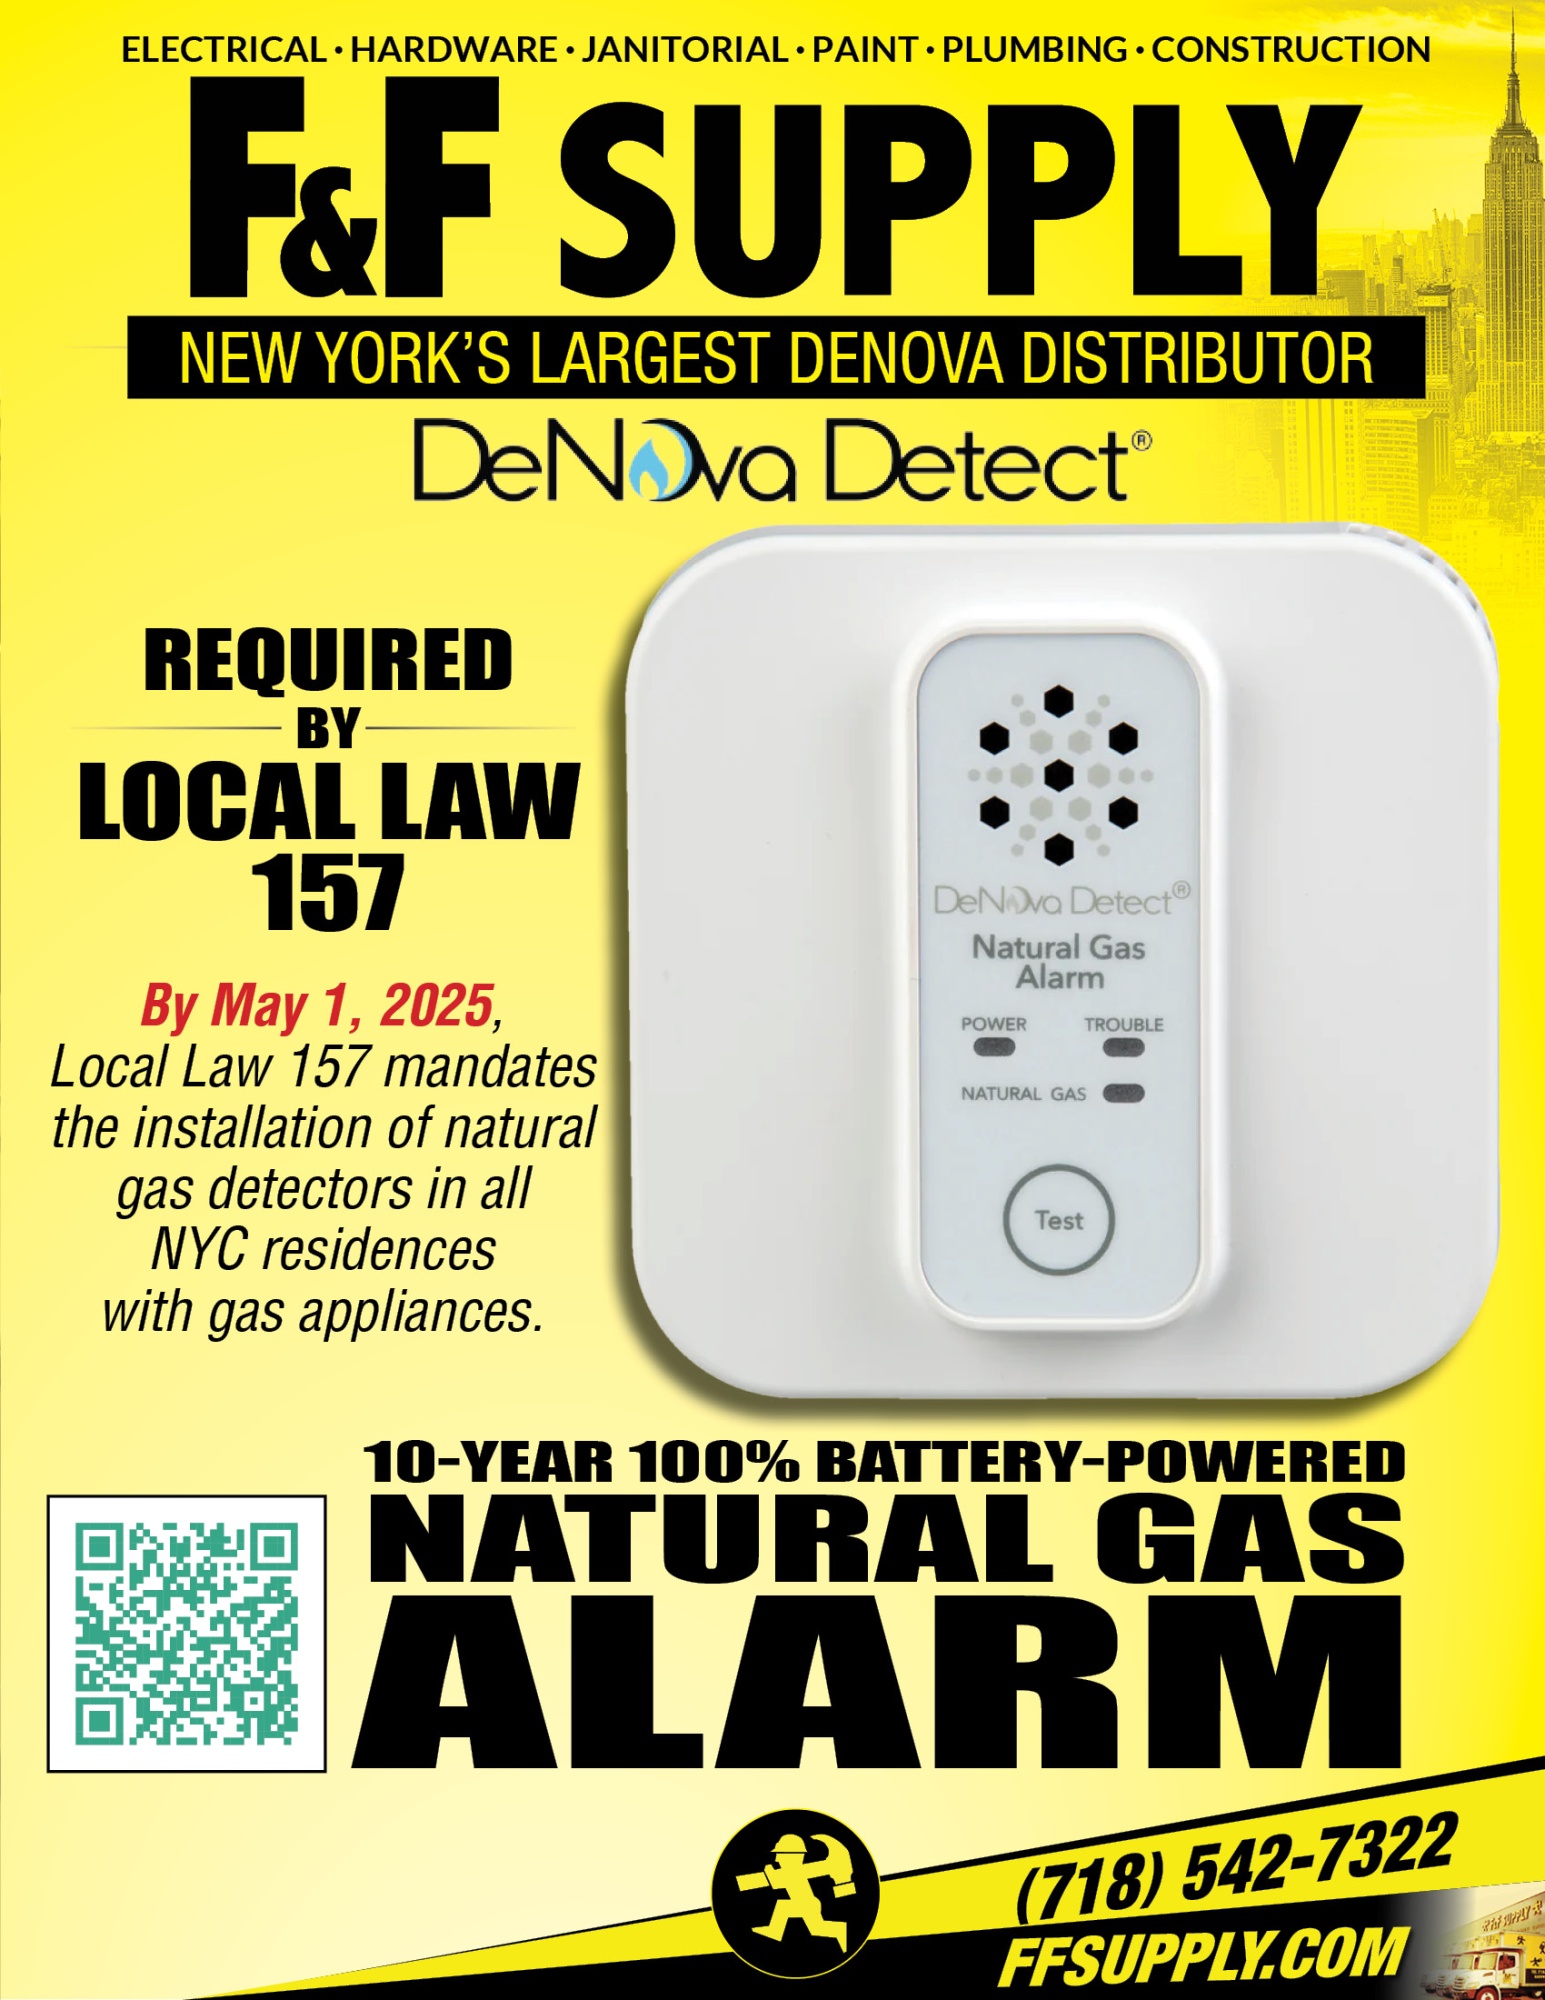 ELECTRICAL • HARDWARE • JANITORIAL • PAINT • PLUMBING • CONSTRUCTION
F&F SUPPLY
NEW YORK'S LARGEST DENOVA DISTRIBUTOR
DeNova Detect®
REQUIRED
BY
LOCAL LAW
157
By May 1, 2025,
Local Law 157 mandates
the installation of natural
gas detectors in all
NYC residences
with gas appliances.
DeNova Detect®
Natural Gas
Alarm
POWER TROUBLE
NATURAL GAS
Test
10-YEAR 100% BATTERY-POWERED
NATURAL GAS
ALARM
(718) 542-7322
FFSUPPLY.COM
F&F SUPPLY